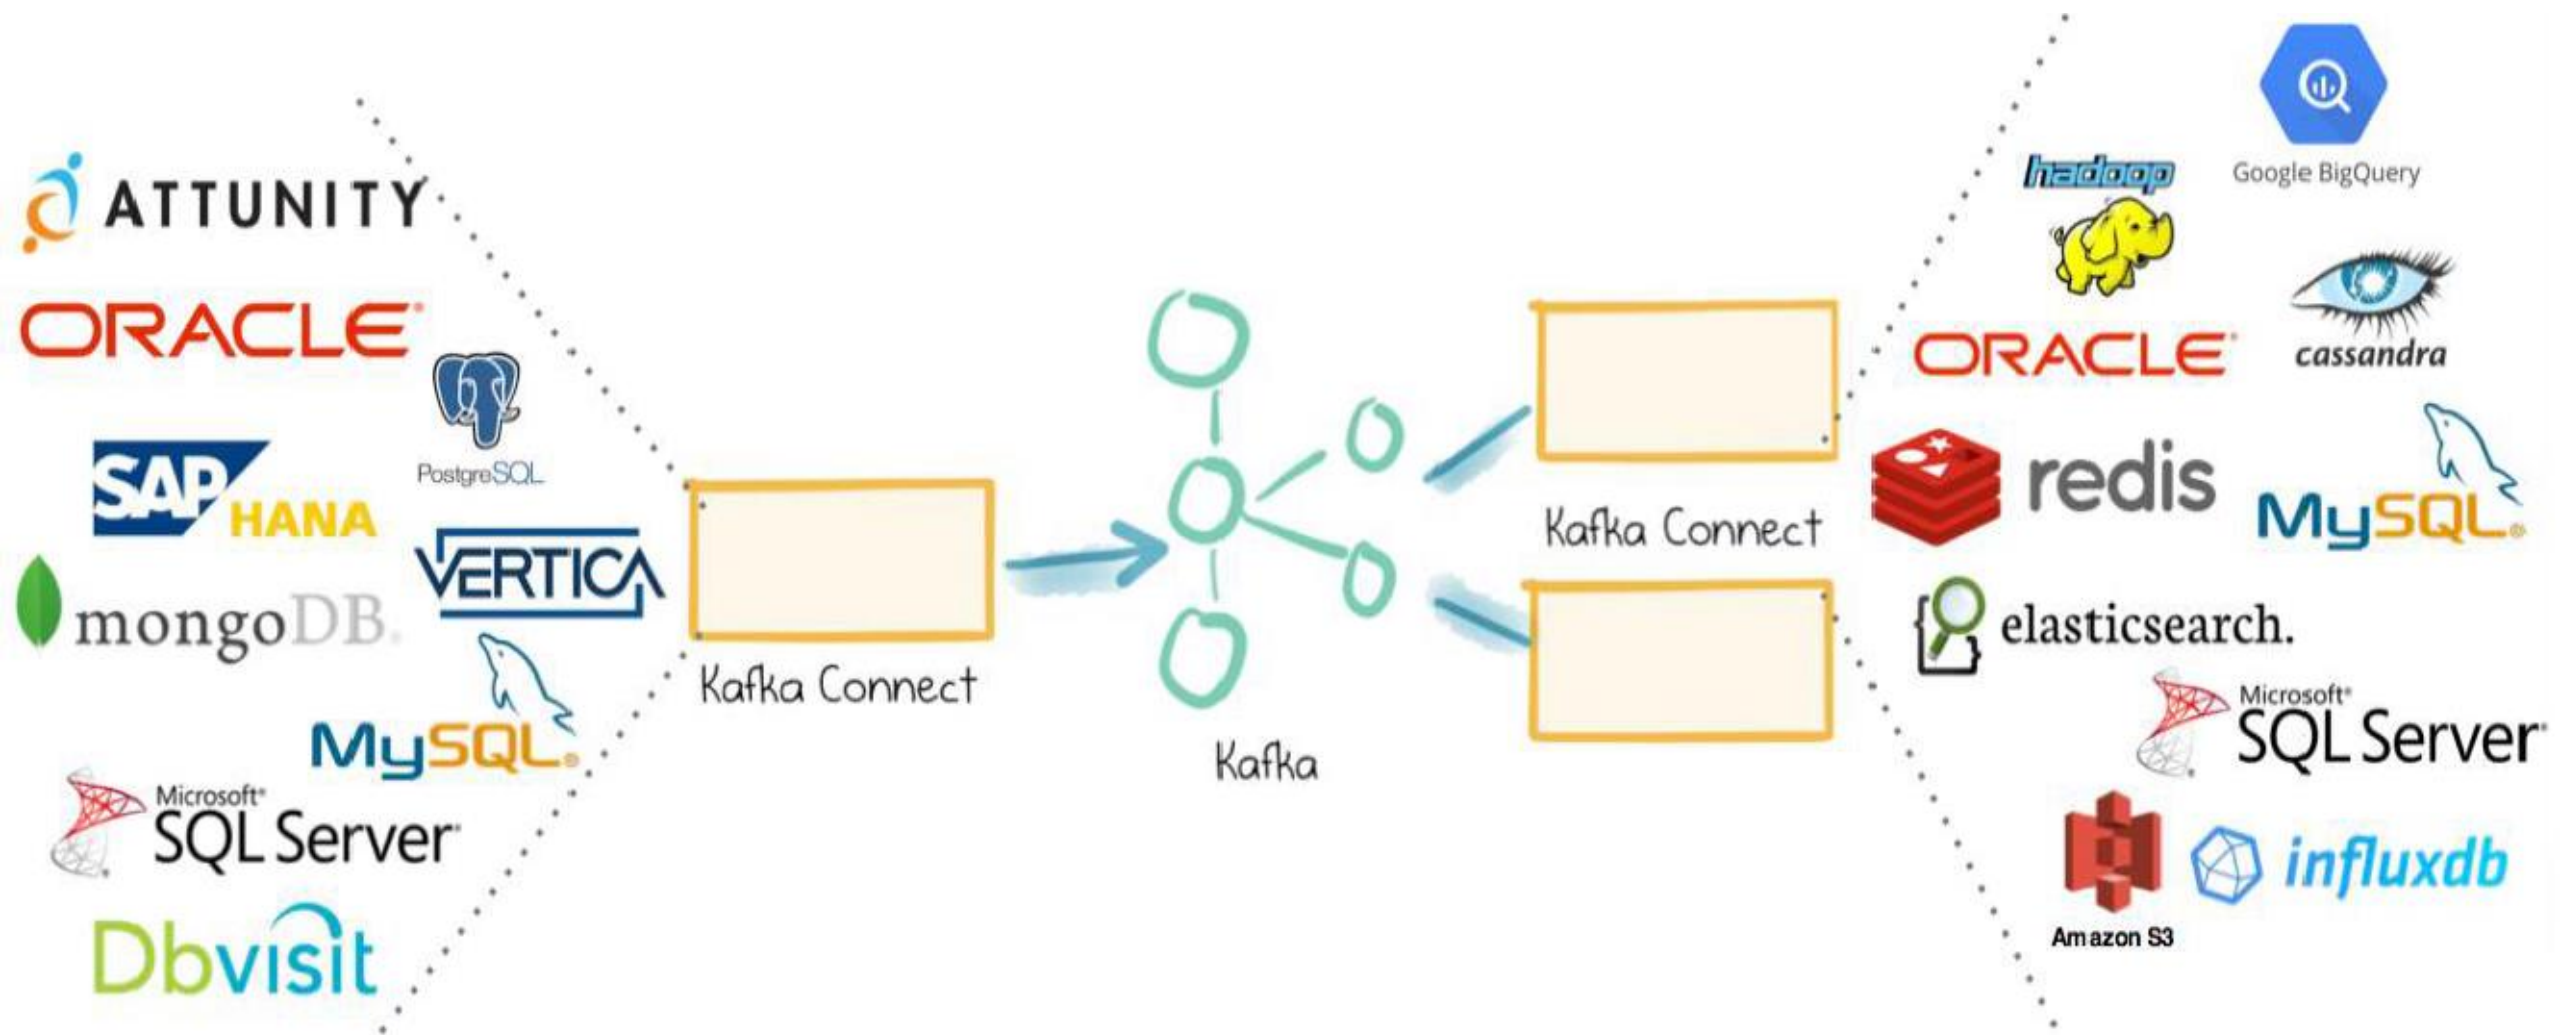 ATTUNITY
ORACLE®
PostgreSQL
SAP HANA
VERTICA
mongoDB®
MySQL®
Microsoft®
SQL Server®
Dbvisit
Kafka Connect
Kafka
Kafka Connect
Google BigQuery
hadoop
cassandra
ORACLE®
redis
MySQL®
elasticsearch.
Microsoft®
SQL Server®
Amazon S3
influxdb